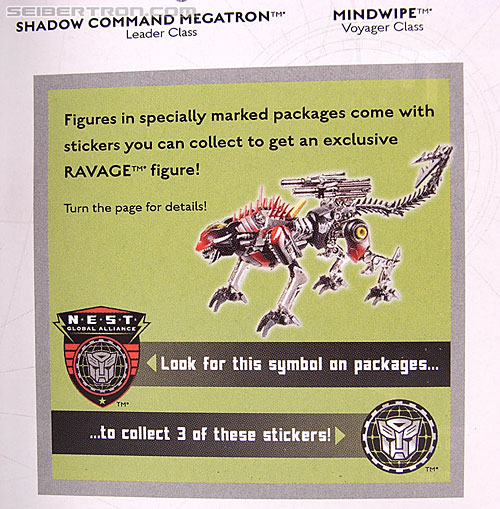 SEIBERTRON.COM
SHADOW COMMAND MEGATRON™*
Leader Class
MINDWIPE™*
Voyager Class
Figures in specially marked packages come with
stickers you can collect to get an exclusive
RAVAGE™* figure!
Turn the page for details!
N•E•S•T•
GLOBAL ALLIANCE
TM*
Look for this symbol on packages...
...to collect 3 of these stickers!
TM*